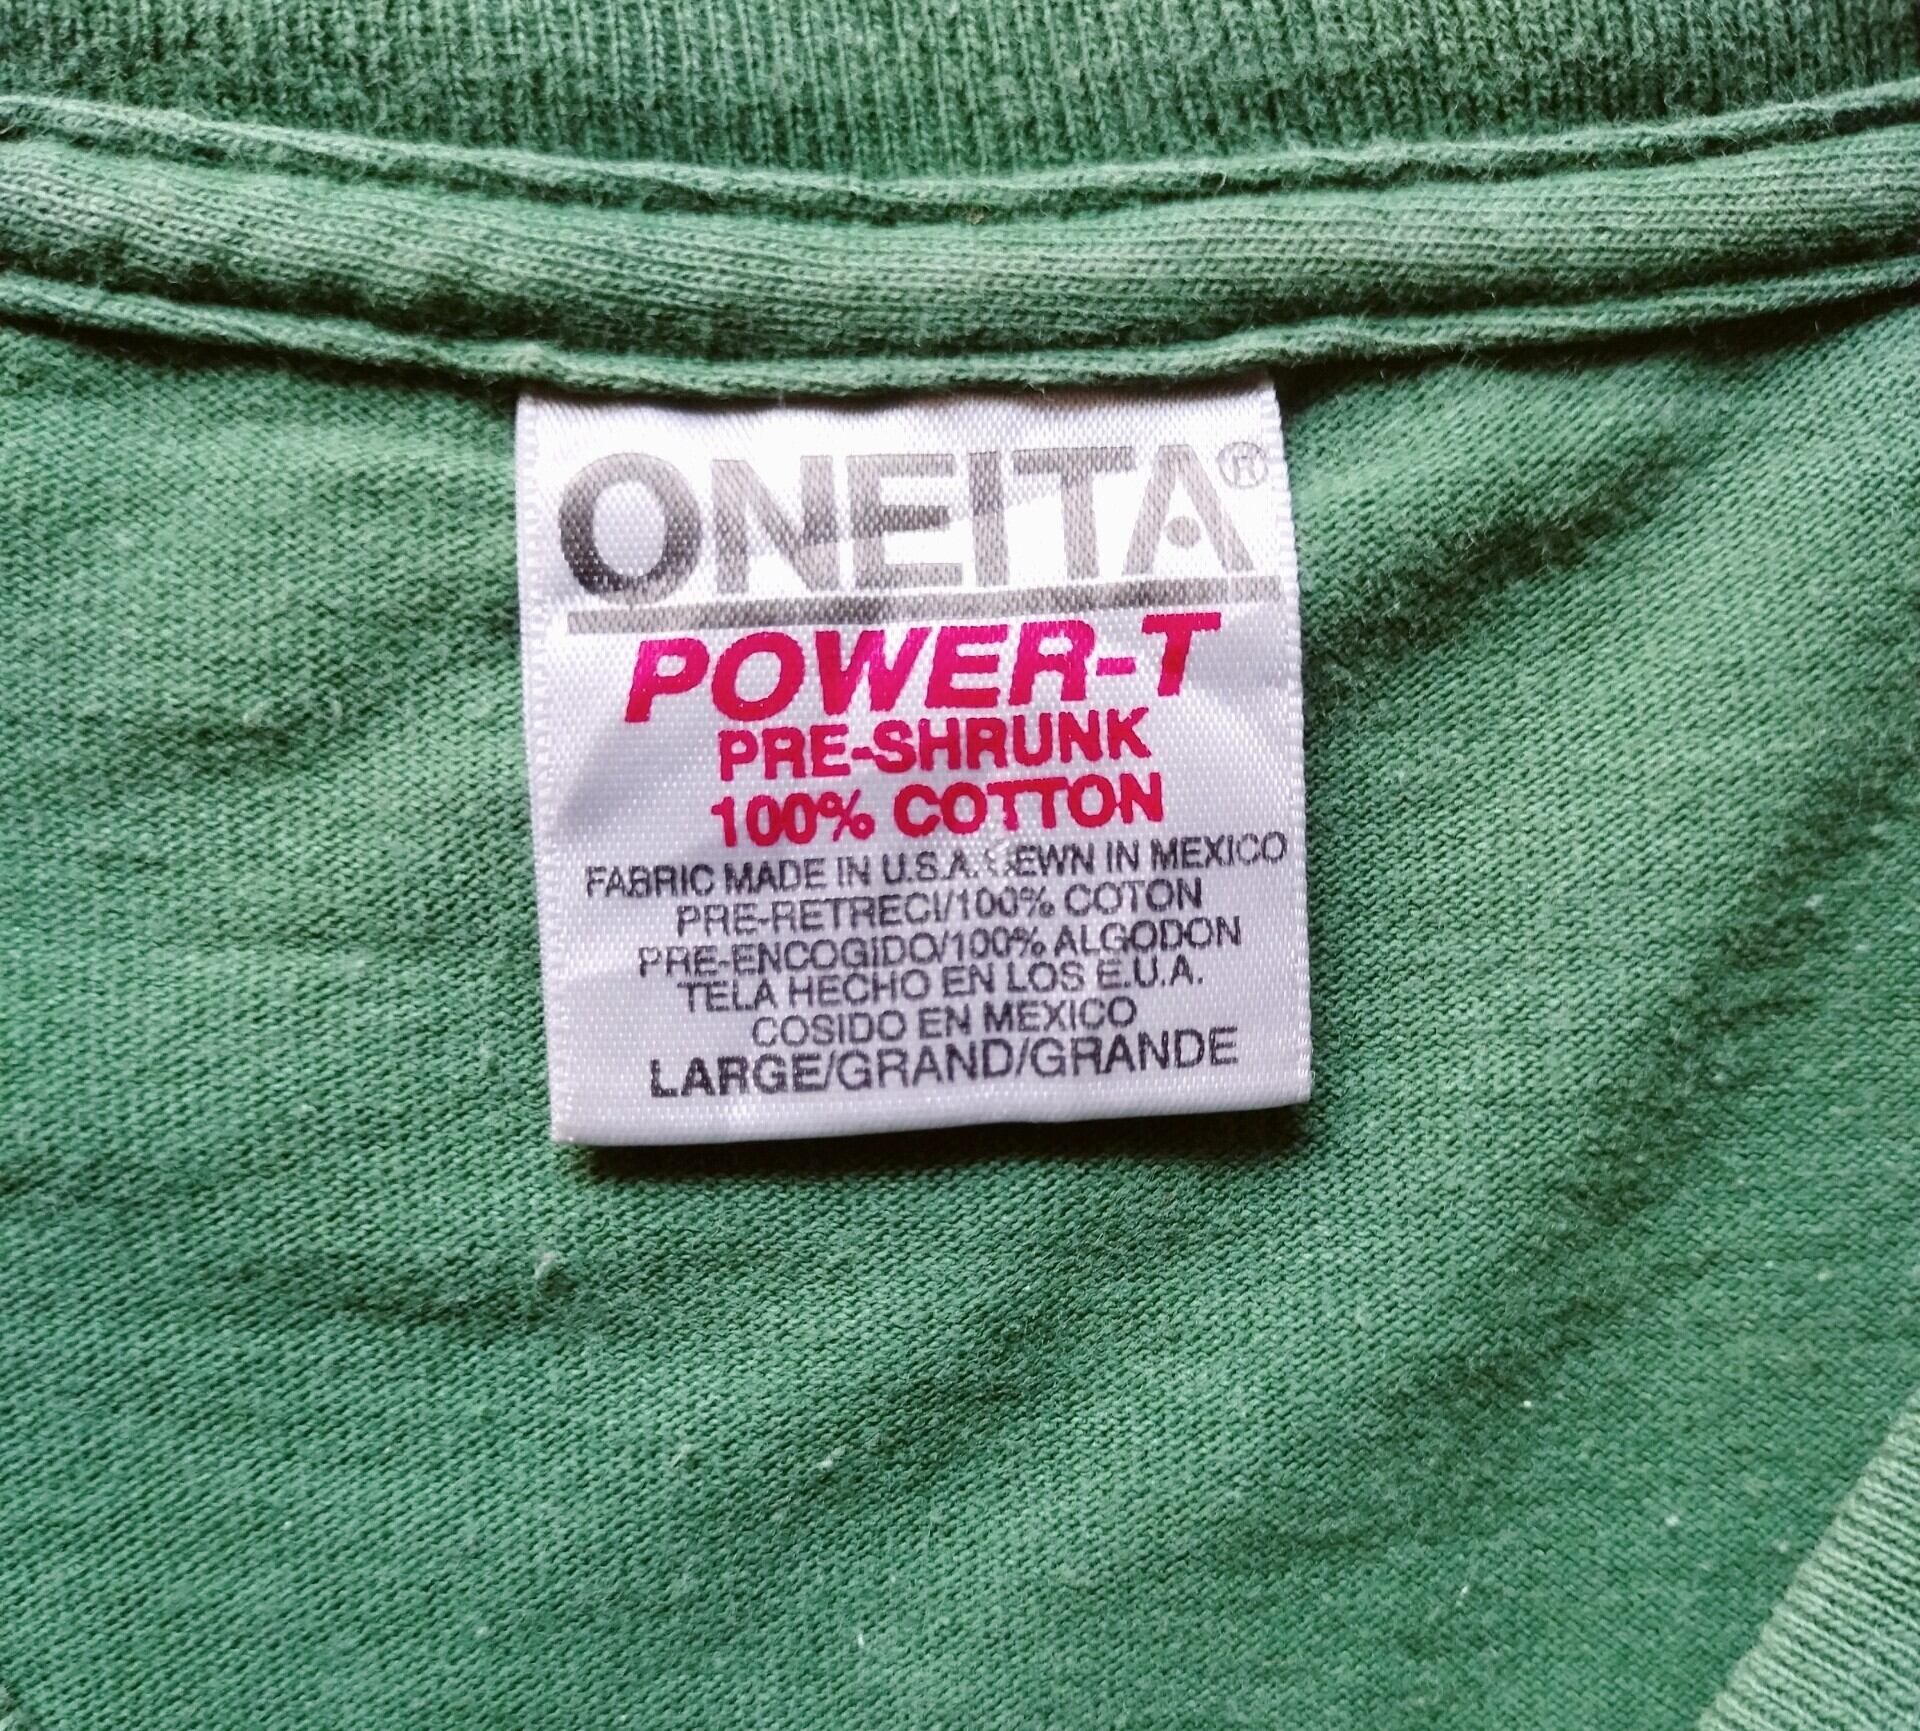 ONEITA®
POWER-T
PRE-SHRUNK
100% COTTON
FABRIC MADE IN U.S.A. SEWN IN MEXICO
PRE-RETRECI/100% COTON
PRE-ENCOGIDO/100% ALGODON
TELA HECHO EN LOS E.U.A.
COSIDO EN MEXICO
LARGE/GRAND/GRANDE